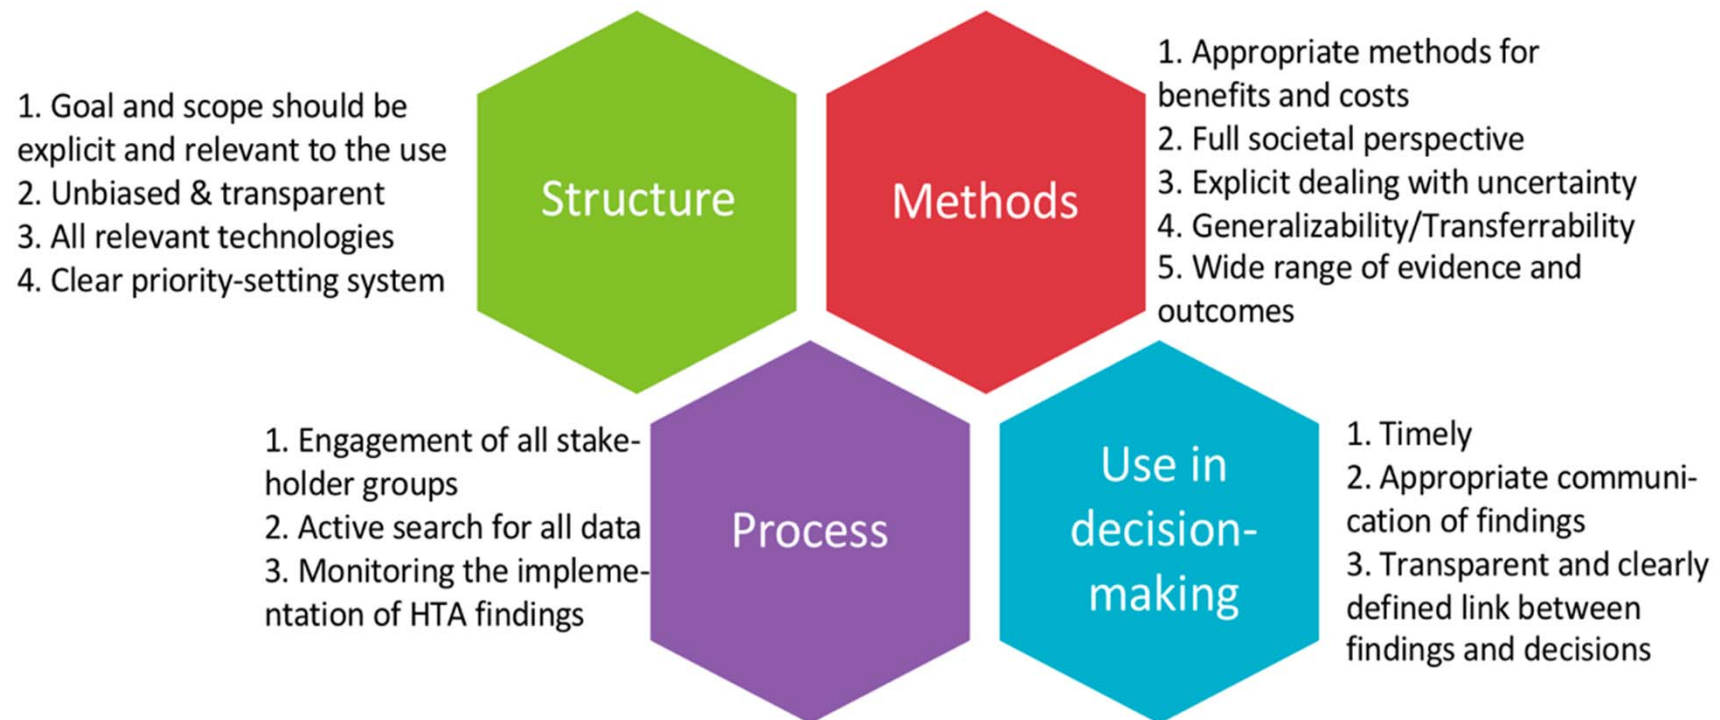 1. Goal and scope should be
explicit and relevant to the use
2. Unbiased & transparent
3. All relevant technologies
4. Clear priority-setting system
Structure
Methods
1. Appropriate methods for
benefits and costs
2. Full societal perspective
3. Explicit dealing with uncertainty
4. Generalizability/Transferrability
5. Wide range of evidence and
outcomes
1. Engagement of all stake-
holder groups
2. Active search for all data
3. Monitoring the impleme-
ntation of HTA findings
Process
Use in
decision-
making
1. Timely
2. Appropriate communi-
cation of findings
3. Transparent and clearly
defined link between
findings and decisions